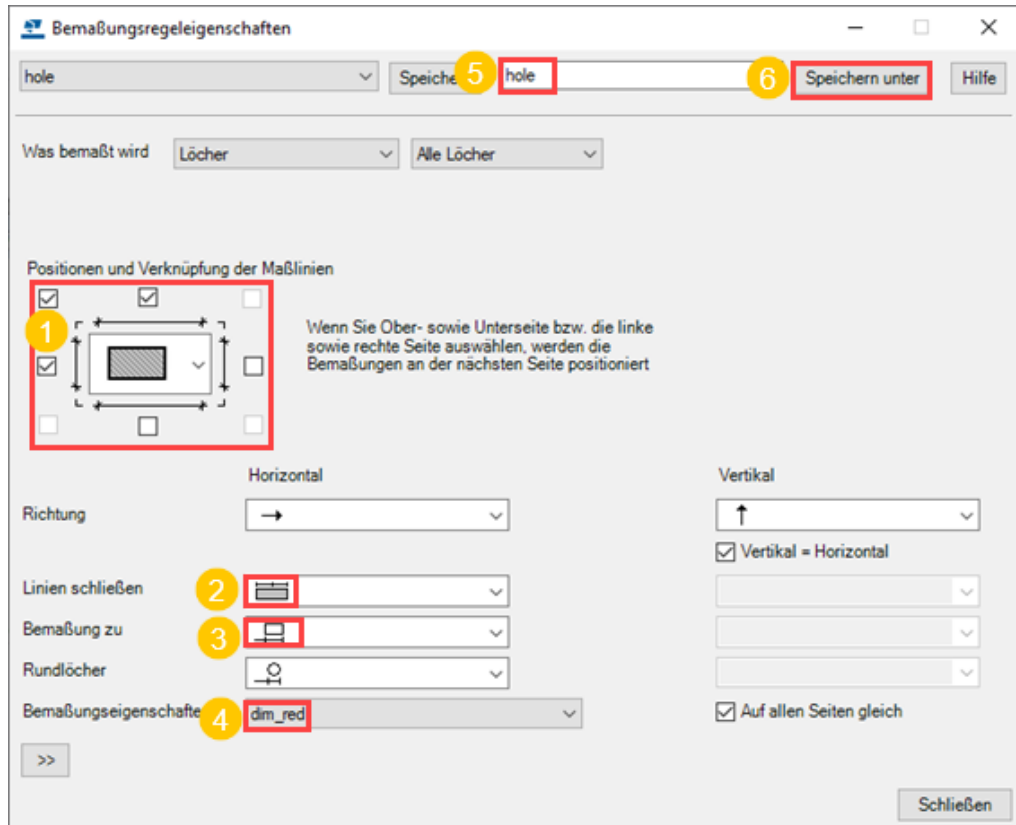 Bemaßungsregeleigenschaften
hole
Speiche
5
hole
6
Speichern unter
Hilfe
Was bemaßt wird
Löcher
Alle Löcher
Positionen und Verknüpfung der Maßlinien
1
Wenn Sie Ober- sowie Unterseite bzw. die linke
sowie rechte Seite auswählen, werden die
Bemaßungen an der nächsten Seite positioniert
Horizontal
Vertikal
Richtung
Vertikal = Horizontal
Linien schließen
2
Bemaßung zu
3
Rundlöcher
Bemaßungseigenschafte
4
dim_red
Auf allen Seiten gleich
>>
Schließen